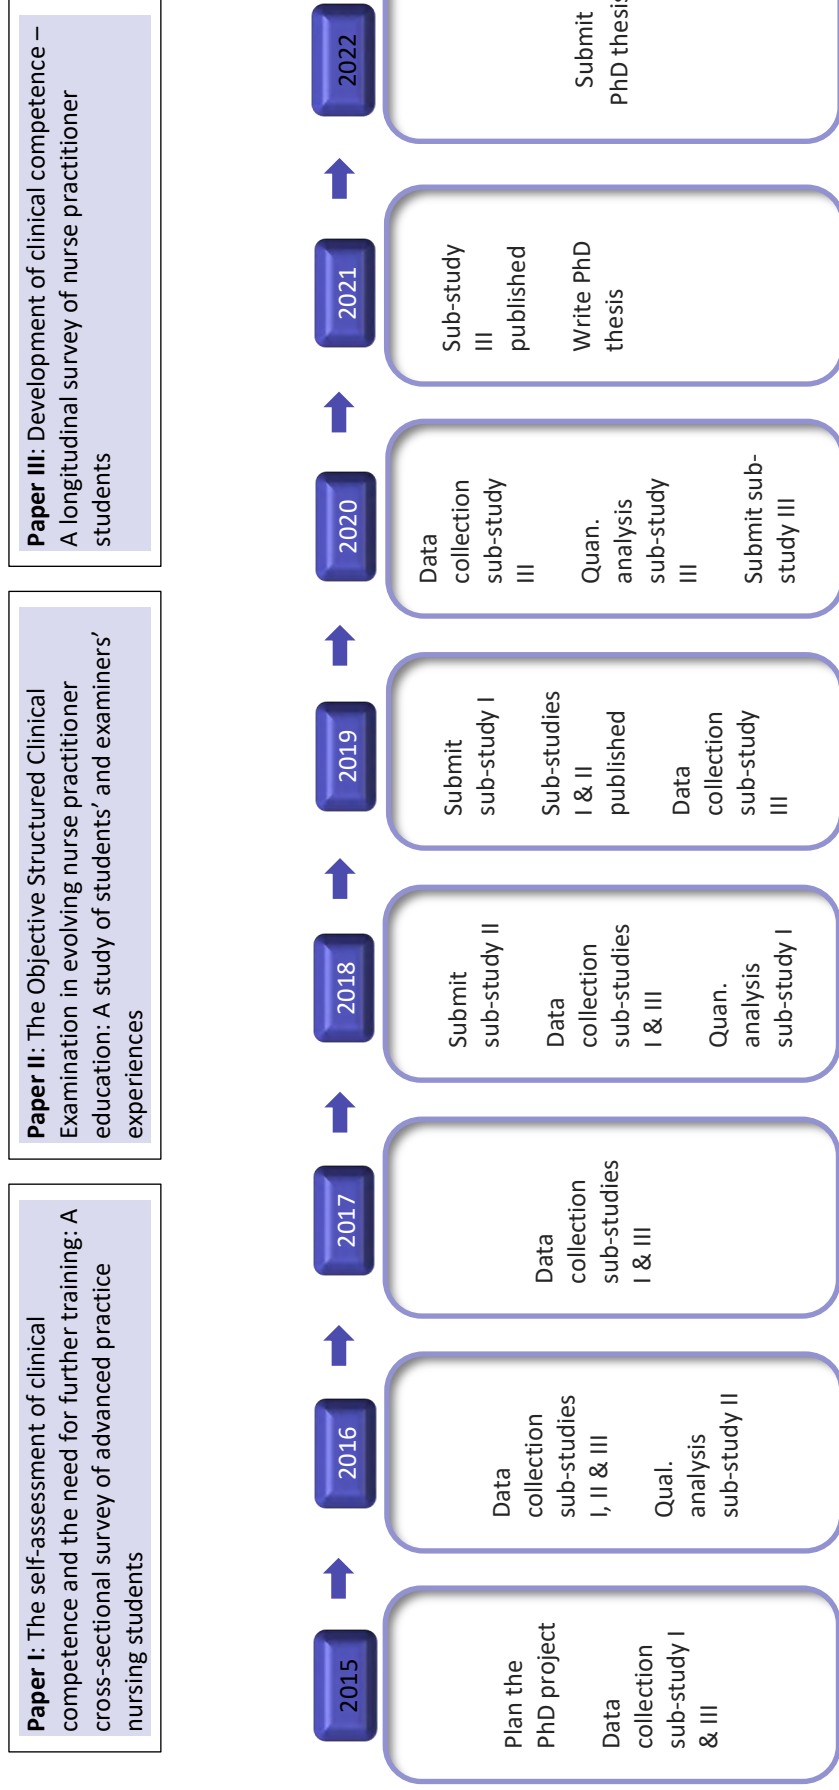 Paper I: The self-assessment of clinical
competence and the need for further training: A
cross-sectional survey of advanced practice
nursing students
Paper II: The Objective Structured Clinical
Examination in evolving nurse practitioner
education: A study of students’ and examiners’
experiences
Paper III: Development of clinical competence –
A longitudinal survey of nurse practitioner
students
2015
Plan the
PhD project
Data
collection
sub-study I
& III
2016
Data
collection
sub-studies
I, II & III
Qual.
analysis
sub-study II
2017
Data
collection
sub-studies
I & III
2018
Submit
sub-study II
Data
collection
sub-studies
I & III
Quan.
analysis
sub-study I
2019
Submit
sub-study I
Sub-studies
I & II
published
Data
collection
sub-study
III
2020
Data
collection
sub-study
III
Quan.
analysis
sub-study
III
Submit sub-
study III
2021
Sub-study
III
published
Write PhD
thesis
2022
Submit
PhD thesis